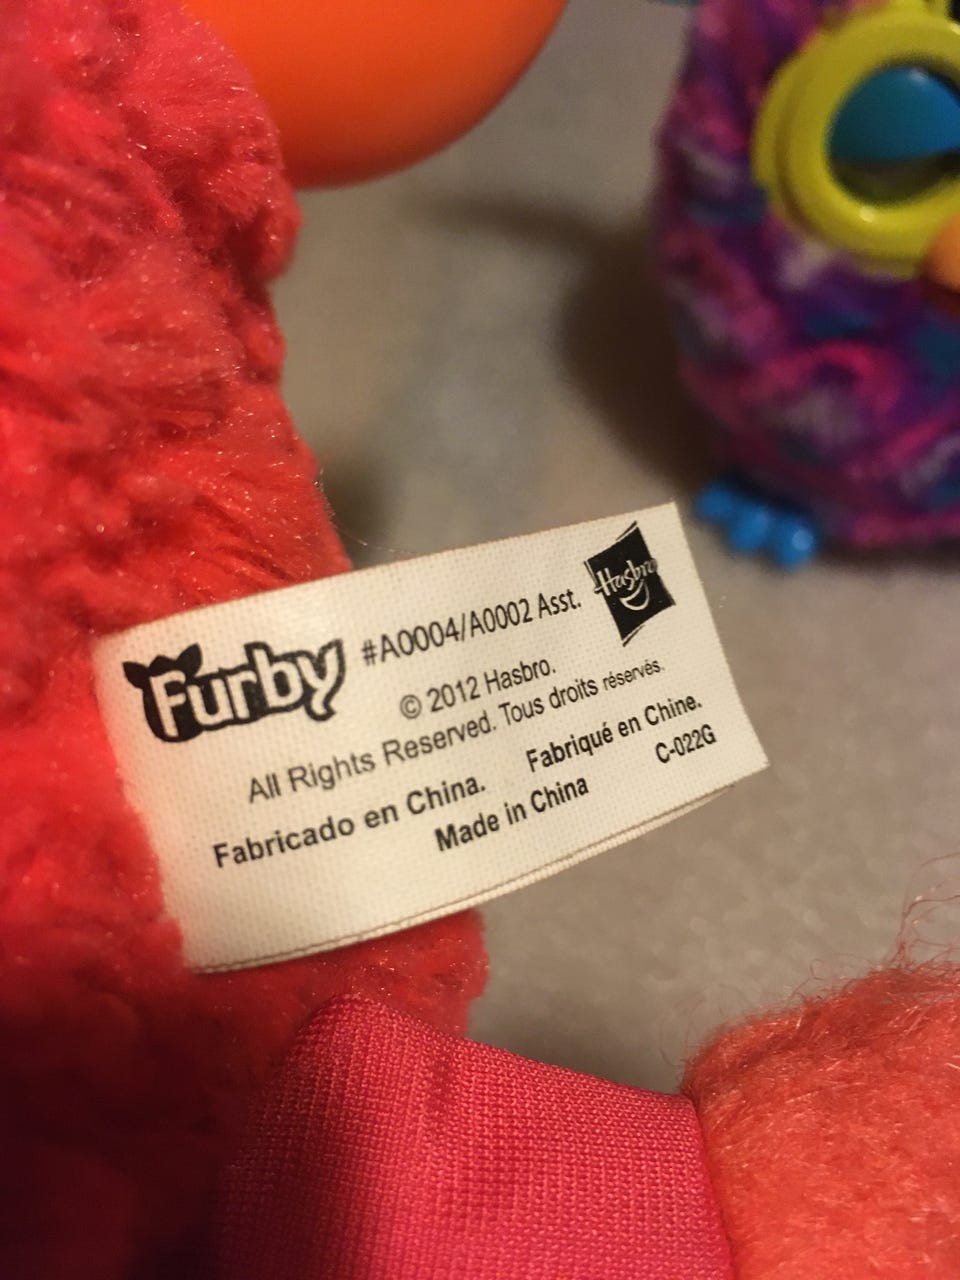 Furby #A0004/A0002 Asst. Hasbro
© 2012 Hasbro.
All Rights Reserved. Tous droits réservés.
Fabricado en China. Fabriqué en Chine.
Made in China C-022G